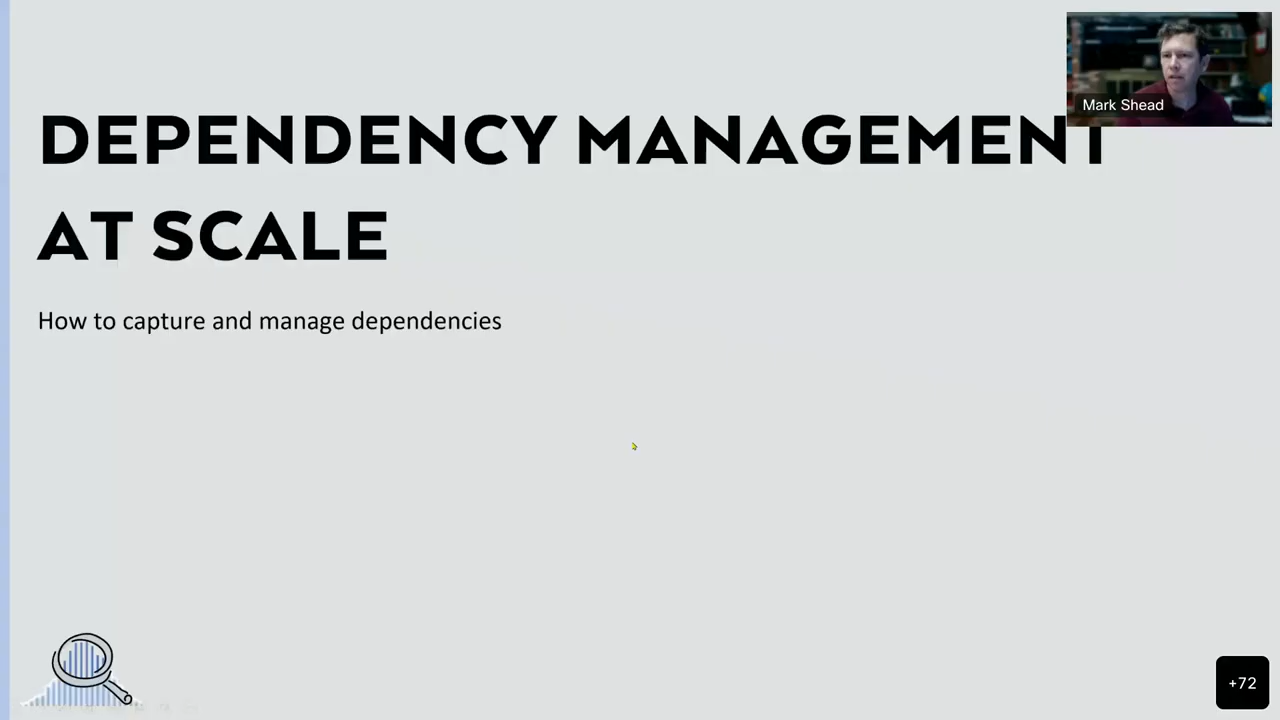 Mark Shead
DEPENDENCY MANAGEMENT
AT SCALE
How to capture and manage dependencies
+72